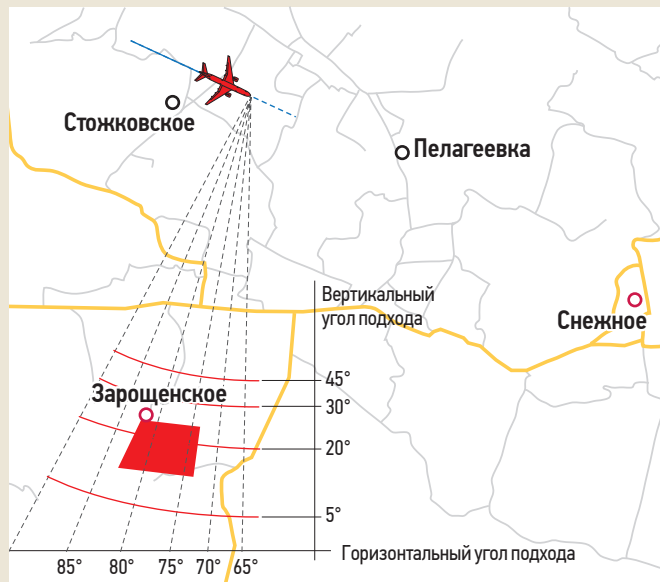 Стожковское
Пелагеевка
Вертикальный
угол подхода
Снежное
45°
Зарощенское
30°
20°
5°
Горизонтальный угол подхода
85° 80° 75° 70° 65°